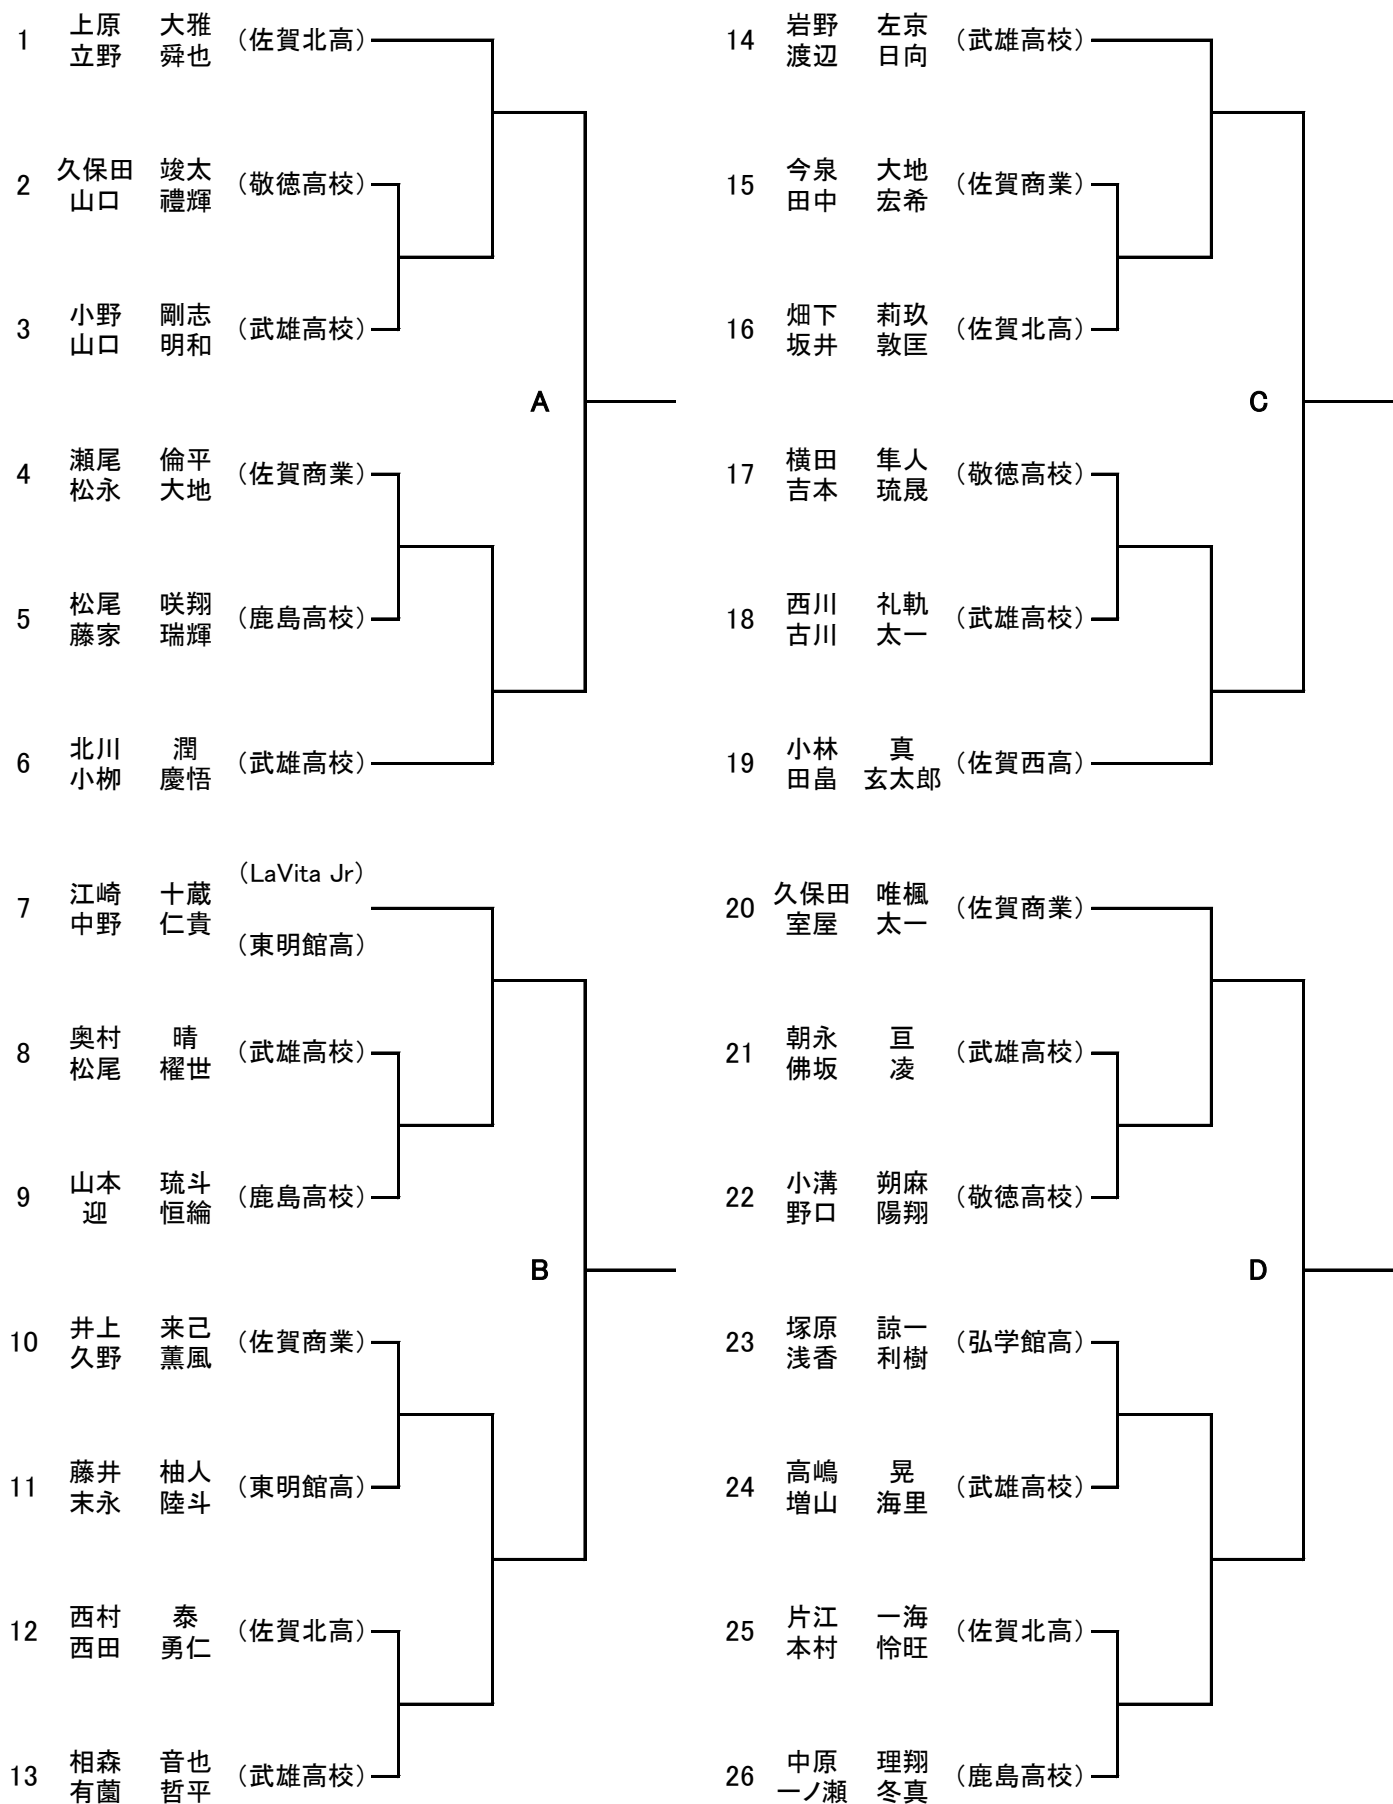 1 上原 大雅 (佐賀北高)
立野 舜也
2 久保田 竣太 (敬徳高校)
山口 禮輝
3 小野 剛志 (武雄高校)
山口 明和
A
4 瀬尾 倫平 (佐賀商業)
松永 大地
5 松尾 咲翔 (鹿島高校)
藤家 瑞輝
6 北川 潤 (武雄高校)
小栁 慶悟
(LaVita Jr)
7 江崎 十蔵
中野 仁貴
(東明館高)
8 奥村 晴 (武雄高校)
松尾 櫂世
9 山本 琉斗 (鹿島高校)
迎 恒綸
B
10 井上 来己 (佐賀商業)
久野 薫風
11 藤井 柚人 (東明館高)
末永 陸斗
12 西村 泰 (佐賀北高)
西田 勇仁
13 相森 音也 (武雄高校)
有薗 哲平
14 岩野 左京 (武雄高校)
渡辺 日向
15 今泉 大地 (佐賀商業)
田中 宏希
16 畑下 莉玖 (佐賀北高)
坂井 敦匡
C
17 横田 隼人 (敬徳高校)
吉本 琉晟
18 西川 礼軌 (武雄高校)
古川 太一
19 小林 真 (佐賀西高)
田畠 玄太郎
20 久保田 唯楓 (佐賀商業)
室屋 太一
21 朝永 亘 (武雄高校)
佛坂 凌
22 小溝 朔麻 (敬徳高校)
野口 陽翔
D
23 塚原 諒一 (弘学館高)
浅香 利樹
24 高嶋 晃 (武雄高校)
増山 海里
25 片江 一海 (佐賀北高)
本村 怜旺
26 中原 理翔 (鹿島高校)
一ノ瀬 冬真